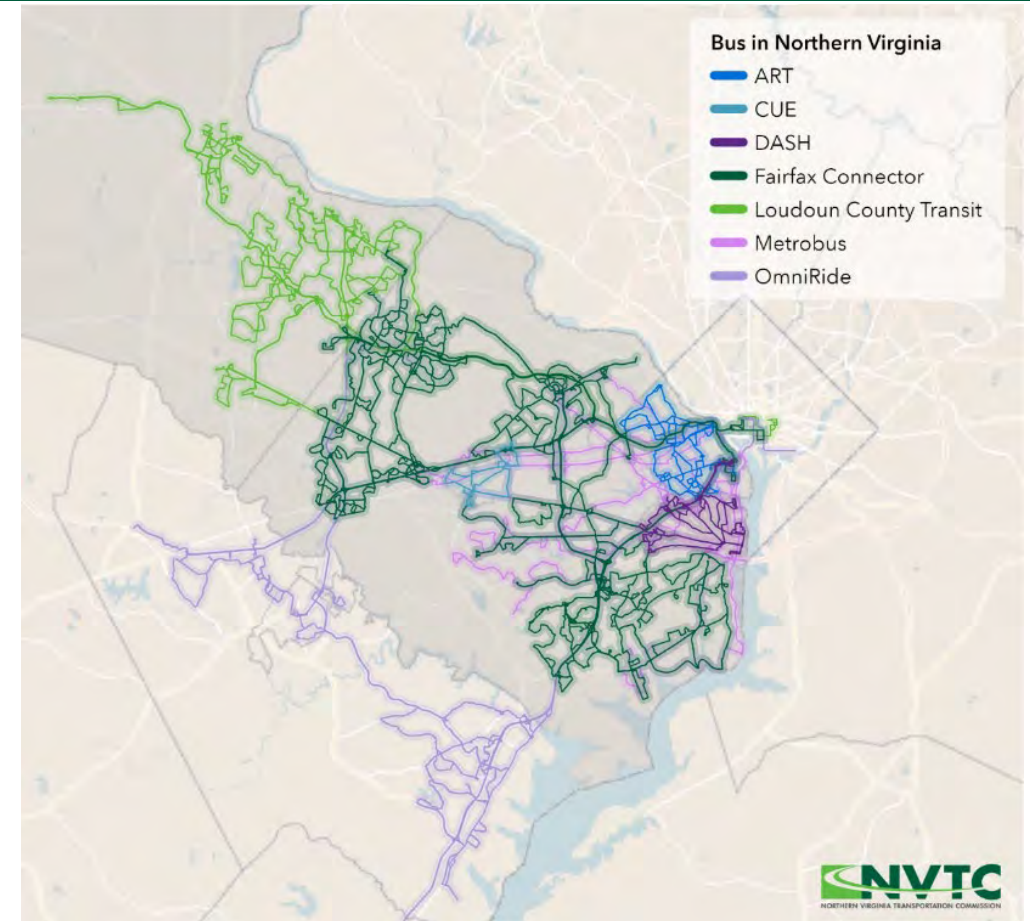 Bus in Northern Virginia
ART
CUE
DASH
Fairfax Connector
Loudoun County Transit
Metrobus
OmniRide
NVTC
NORTHERN VIRGINIA TRANSPORTATION COMMISSION